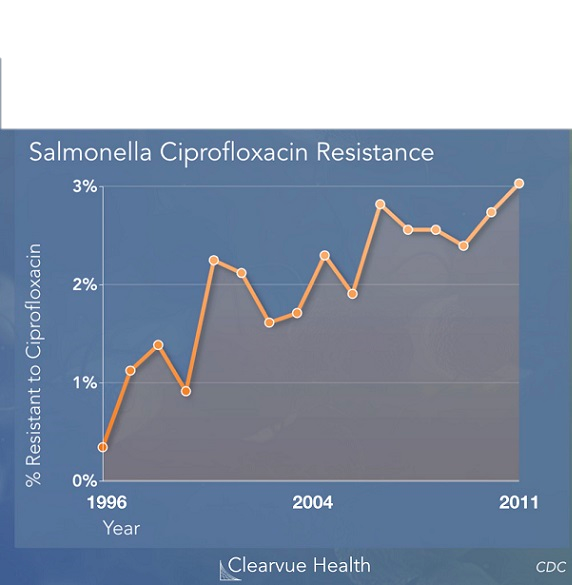 Salmonella Ciprofloxacin Resistance
% Resistant to Ciprofloxacin
3%
2%
1%
0%
1996 2004 2011
Year
Clearvue Health
CDC